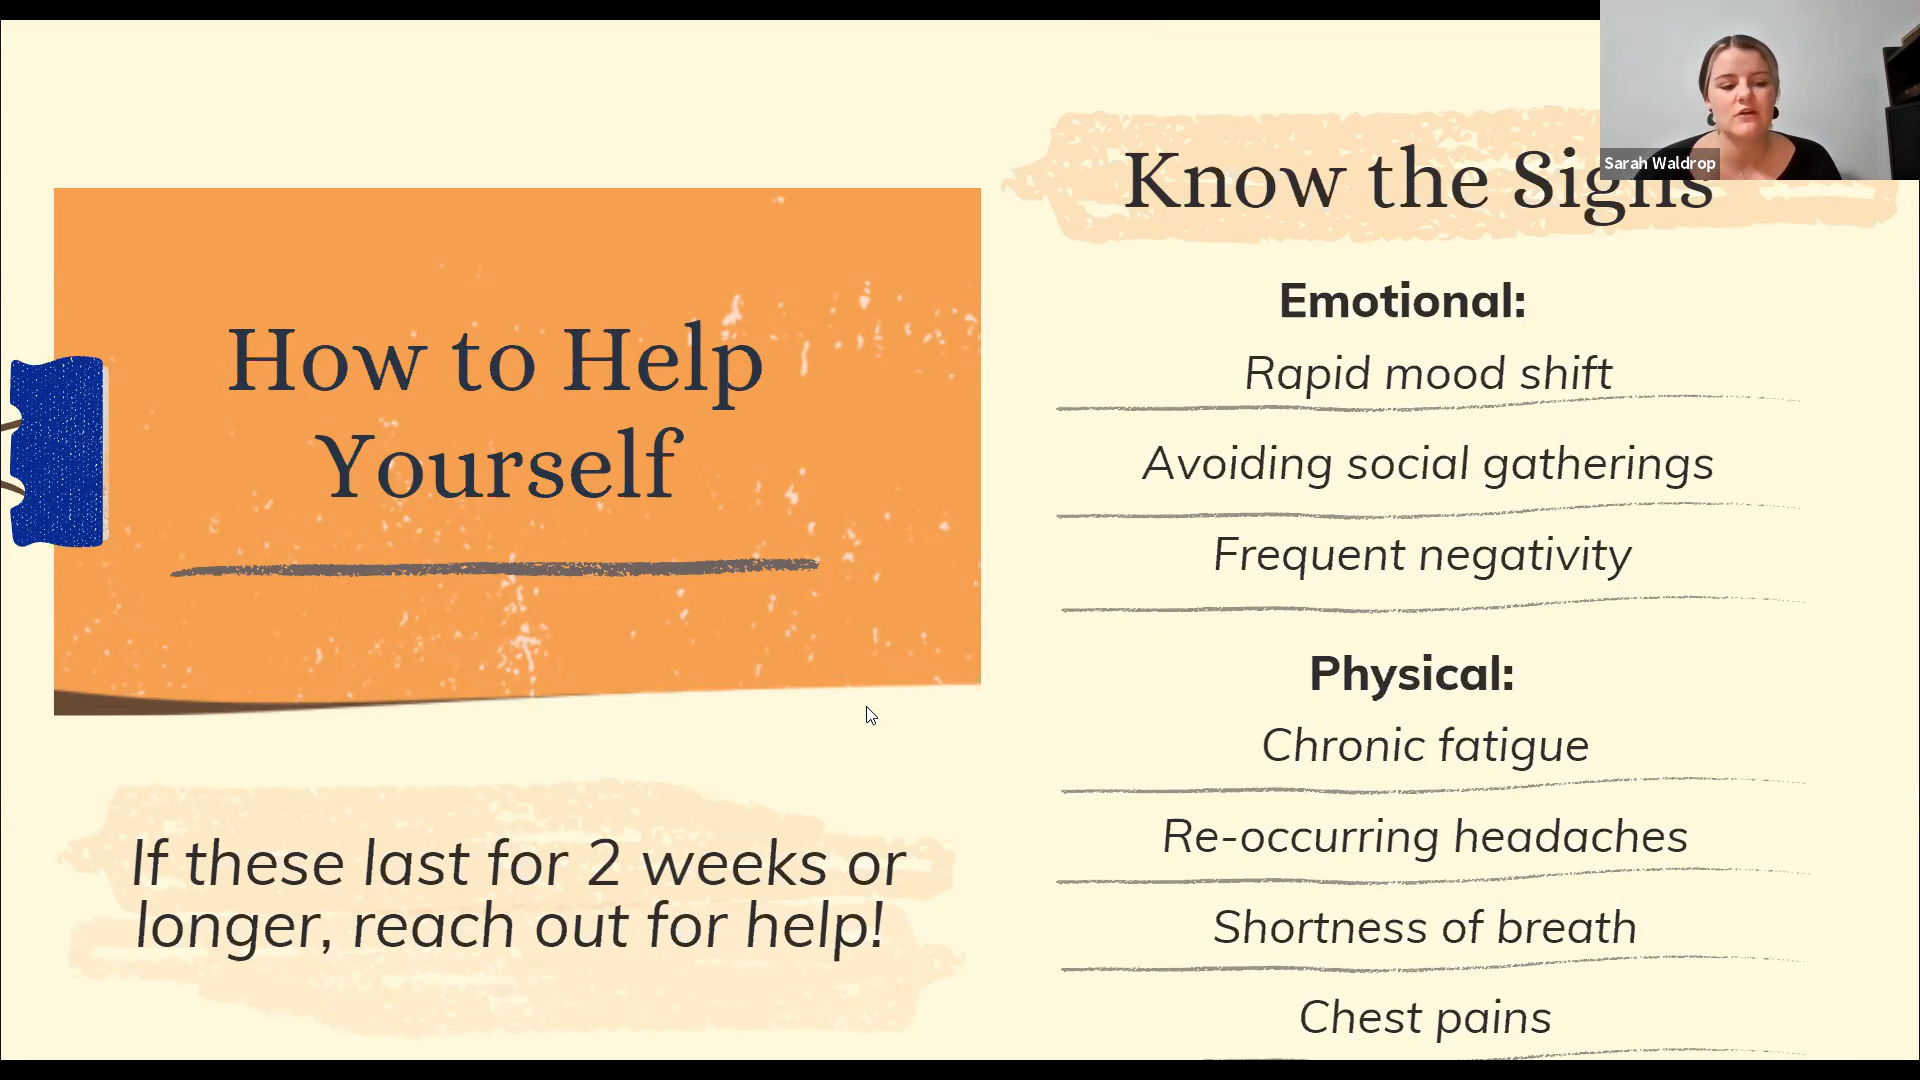 Sarah Waldrop
How to Help
Yourself
If these last for 2 weeks or
longer, reach out for help!
Know the Signs
Emotional:
Rapid mood shift
Avoiding social gatherings
Frequent negativity
Physical:
Chronic fatigue
Re-occurring headaches
Shortness of breath
Chest pains